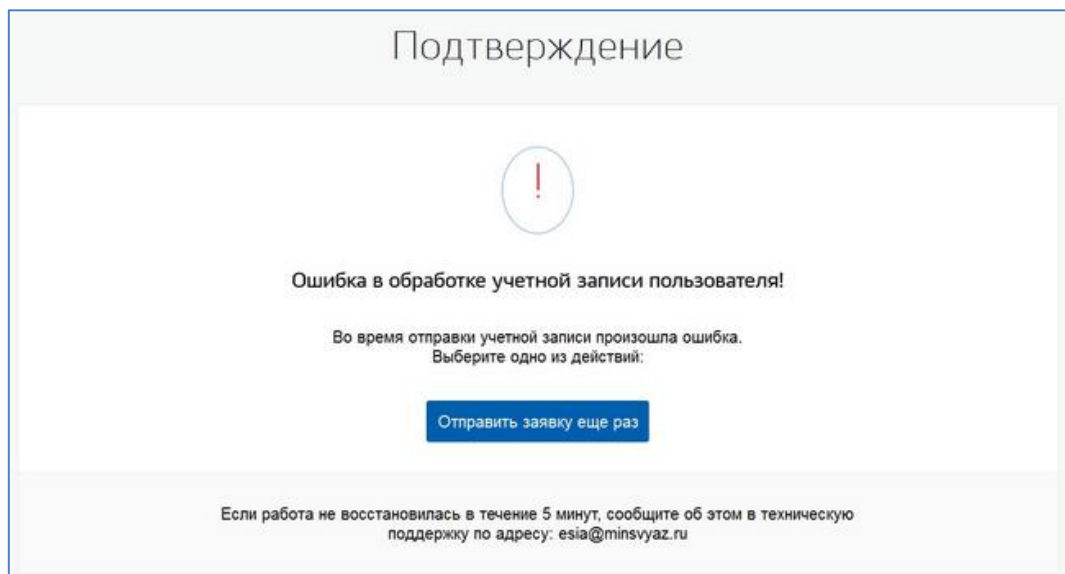 Подтверждение
!
Ошибка в обработке учетной записи пользователя!
Во время отправки учетной записи произошла ошибка.
Выберите одно из действий:
Отправить заявку еще раз
Если работа не восстановилась в течение 5 минут, сообщите об этом в техническую
поддержку по адресу: esia@minsvyaz.ru